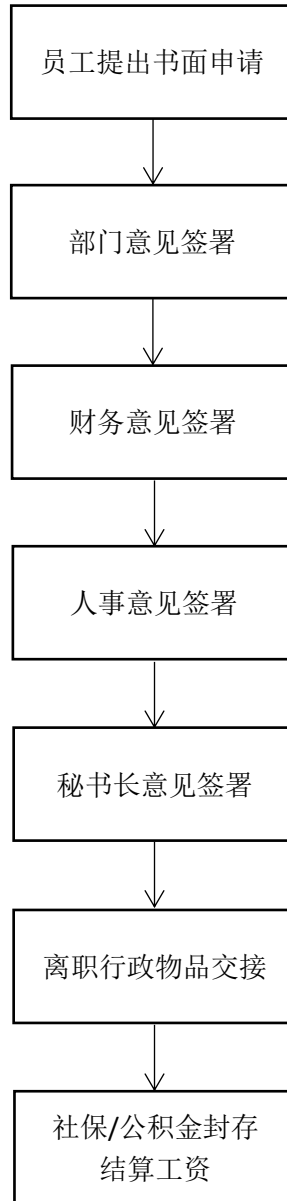 员工提出书面申请
部门意见签署
财务意见签署
人事意见签署
秘书长意见签署
离职行政物品交接
社保/公积金封存
结算工资